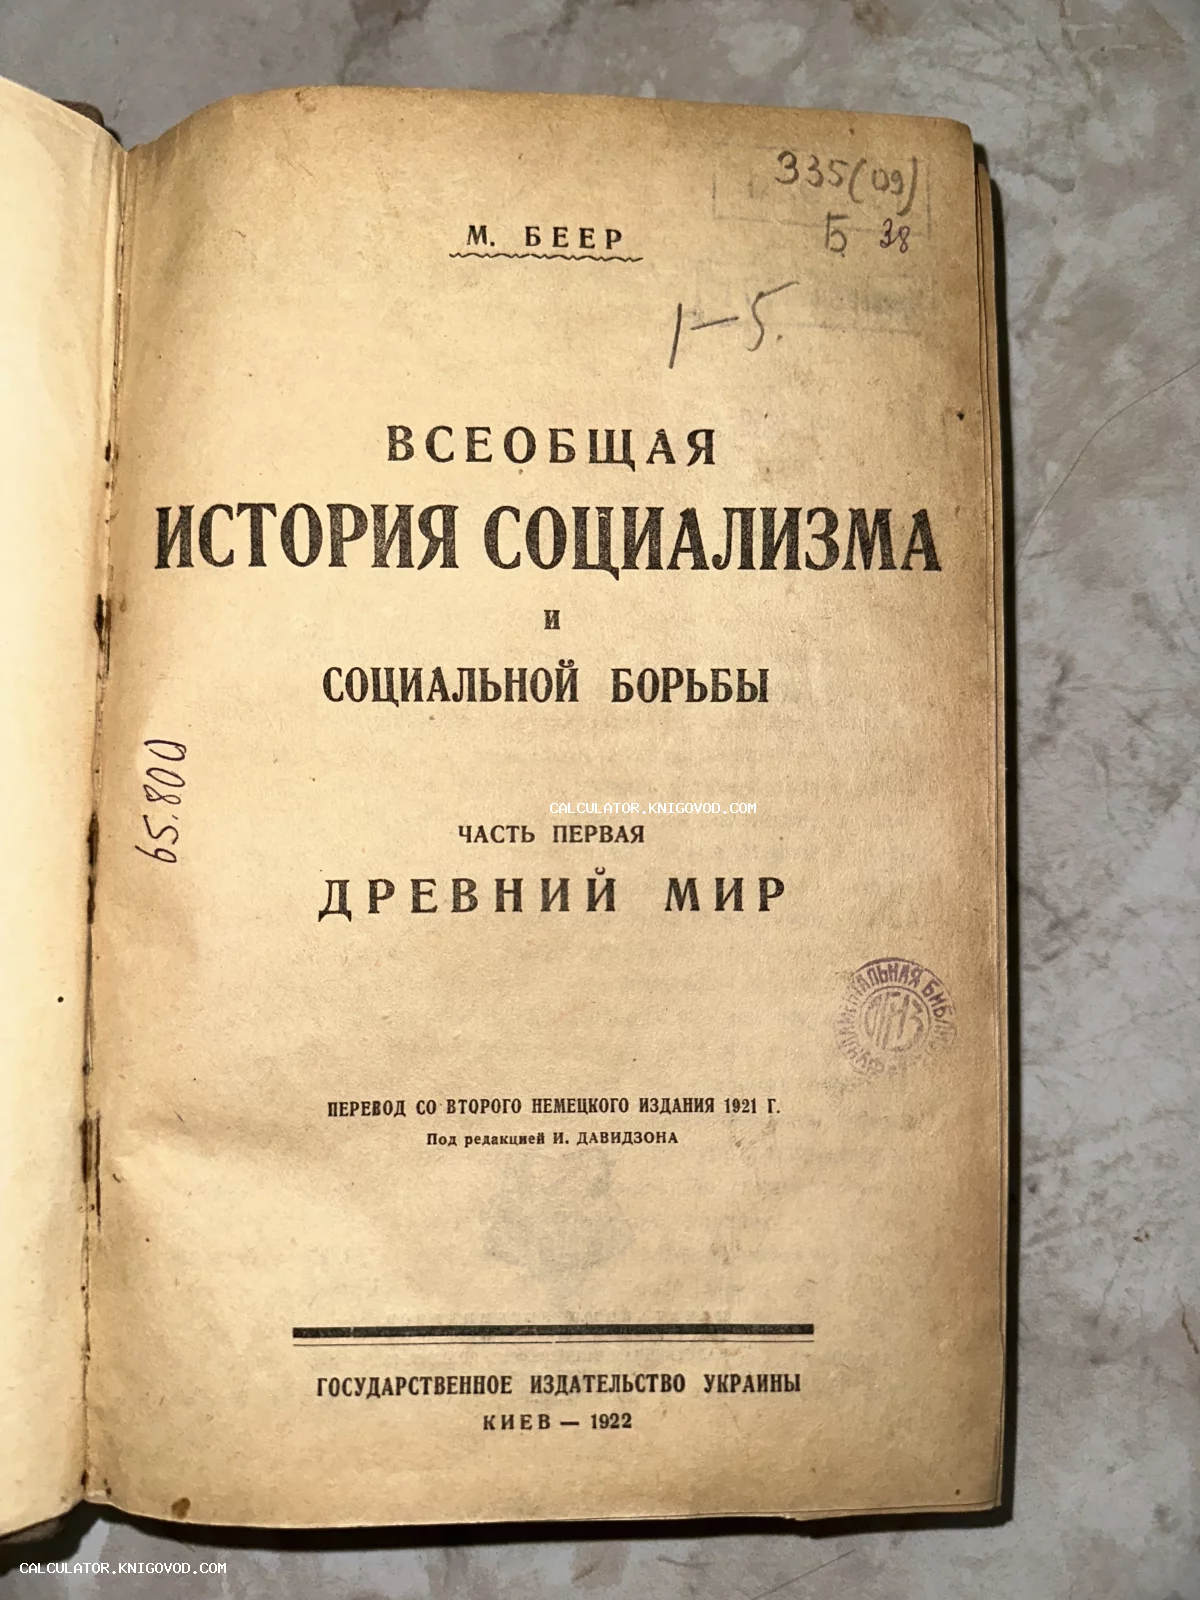 335(09)
Б 38
М. БЕЕР
1-5.
ВСЕОБЩАЯ
ИСТОРИЯ СОЦИАЛИЗМА
И
СОЦИАЛЬНОЙ БОРЬБЫ
65.800
CALCULATOR.KNIGOVOD.COM
ЧАСТЬ ПЕРВАЯ
ДРЕВНИЙ МИР
ПЕРЕВОД СО ВТОРОГО НЕМЕЦКОГО ИЗДАНИЯ 1921 Г.
Под редакцией И. ДАВИДЗОНА
ГОСУДАРСТВЕННОЕ ИЗДАТЕЛЬСТВО УКРАИНЫ
КИЕВ — 1922
CALCULATOR.KNIGOVOD.COM